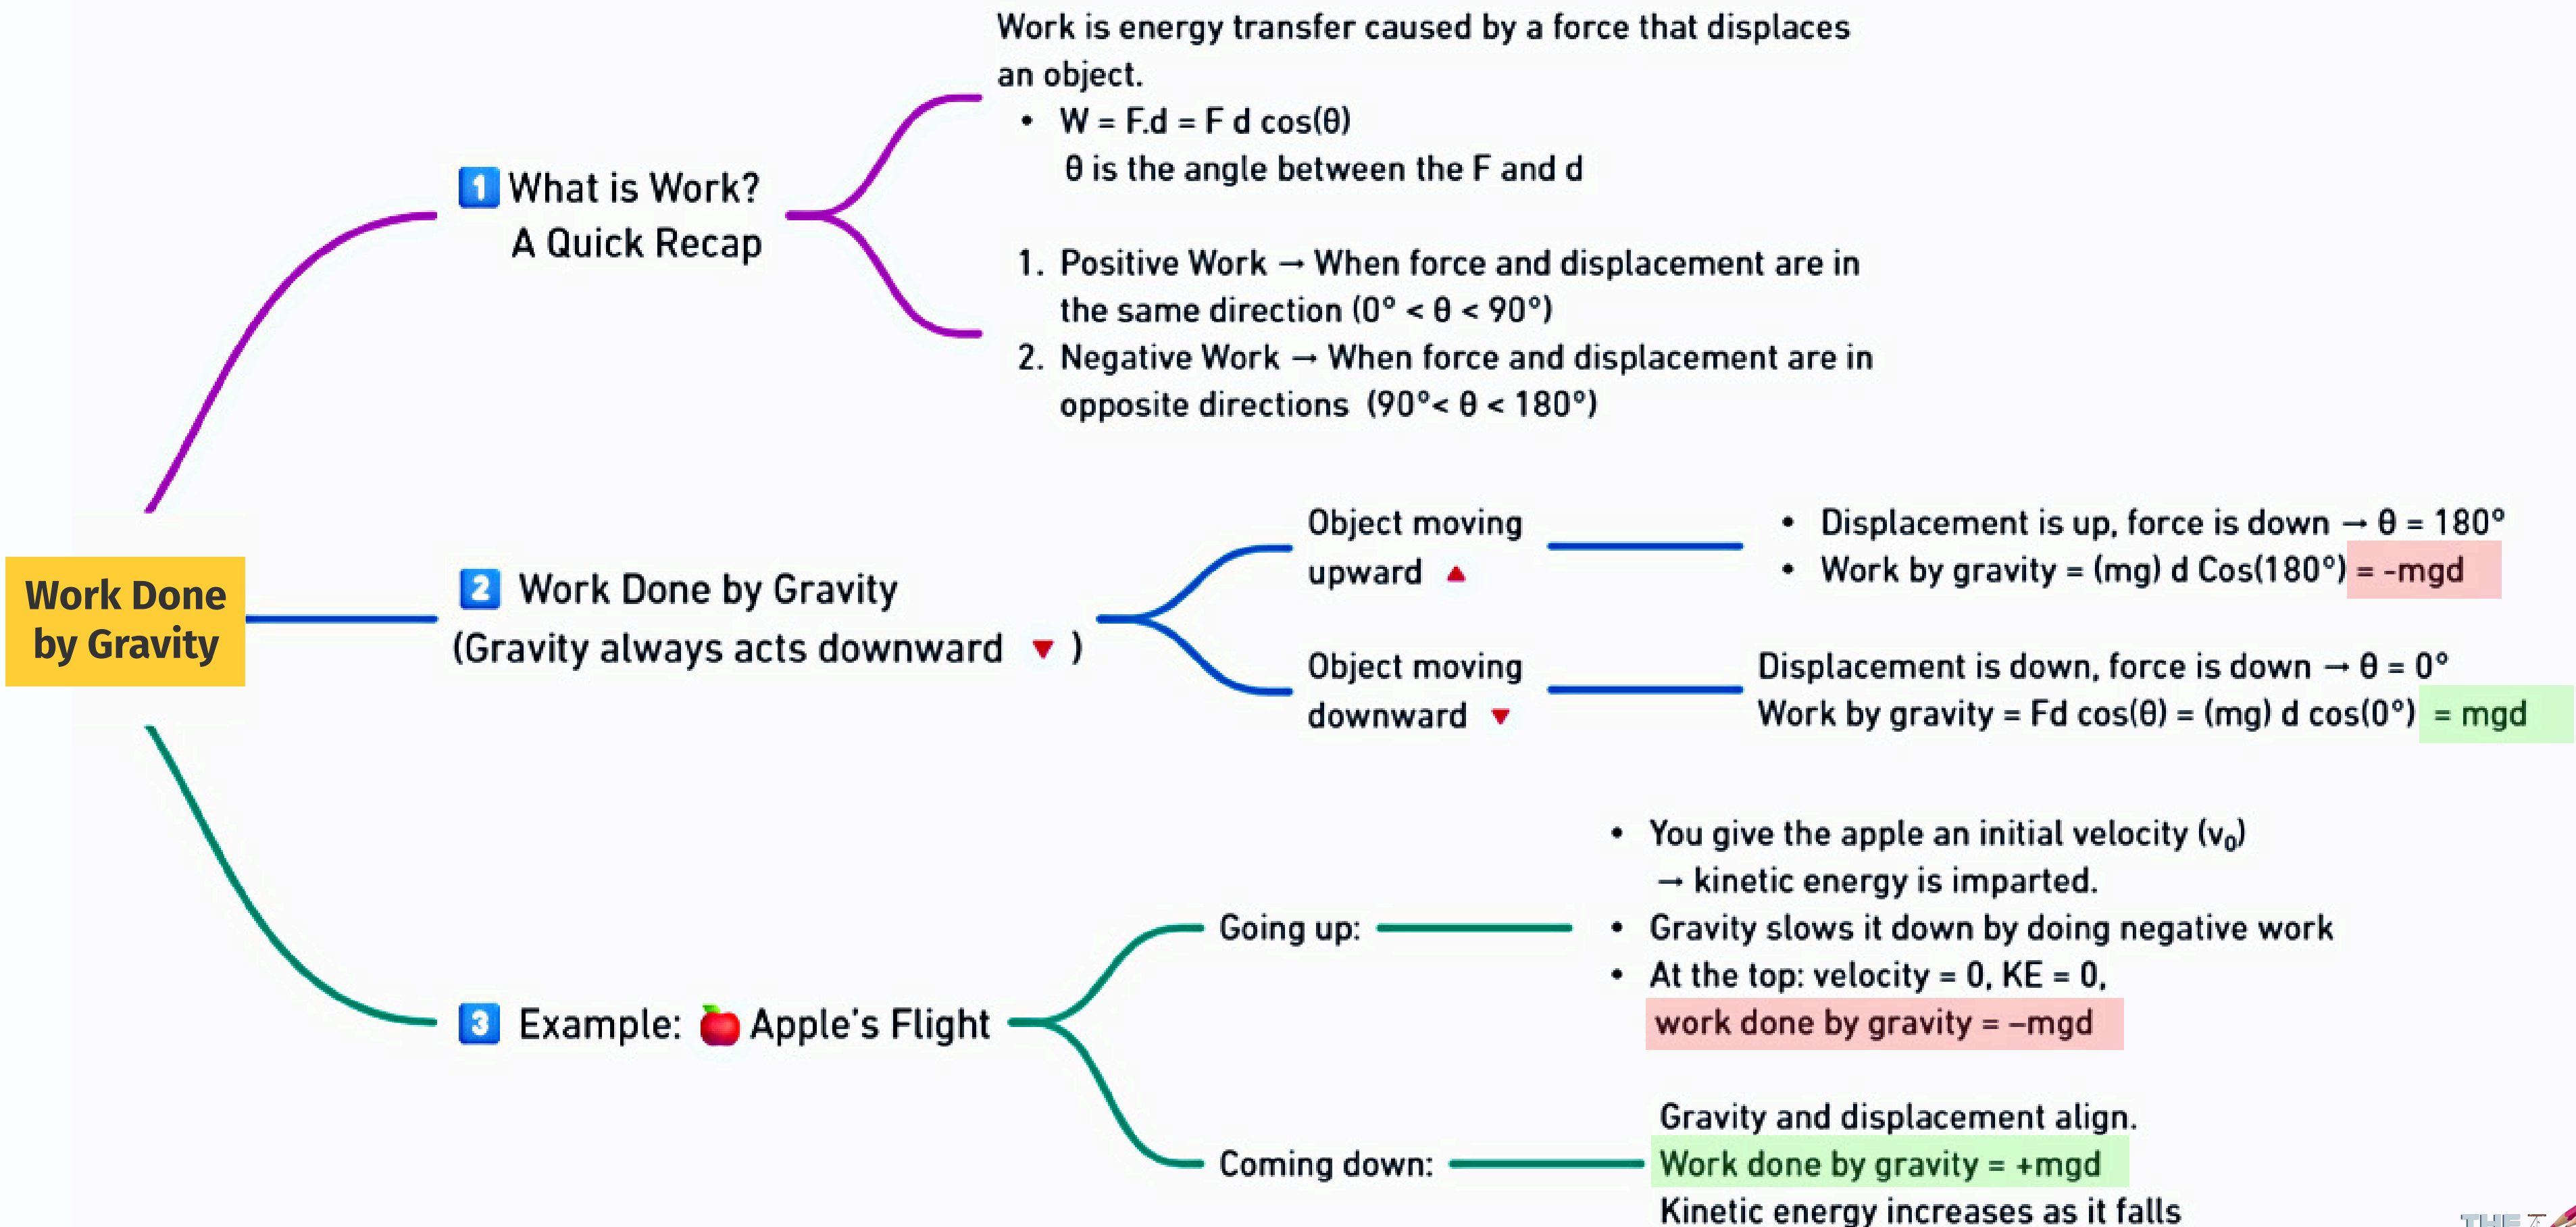 Work is energy transfer caused by a force that displaces
an object.
• W = F.d = F d cos(θ)
θ is the angle between the F and d
1 What is Work?
A Quick Recap
1. Positive Work → When force and displacement are in
the same direction (0° < θ < 90°)
2. Negative Work → When force and displacement are in
opposite directions (90°< θ < 180°)
Work Done
by Gravity
2 Work Done by Gravity
(Gravity always acts downward 🔻 )
Object moving
upward 🔺
• Displacement is up, force is down → θ = 180°
• Work by gravity = (mg) d Cos(180°) = -mgd
Object moving
downward 🔻
Displacement is down, force is down → θ = 0°
Work by gravity = Fd cos(θ) = (mg) d cos(0°) = mgd
3 Example: 🍎 Apple's Flight
Going up:
• You give the apple an initial velocity (v₀)
→ kinetic energy is imparted.
• Gravity slows it down by doing negative work
• At the top: velocity = 0, KE = 0,
work done by gravity = −mgd
Coming down:
Gravity and displacement align.
Work done by gravity = +mgd
Kinetic energy increases as it falls